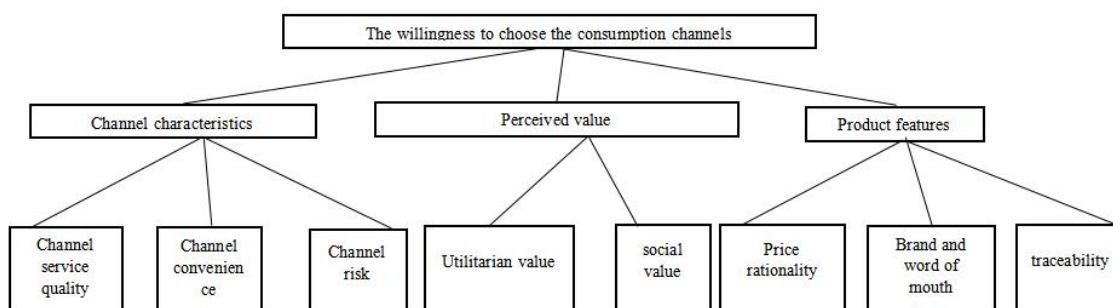 The willingness to choose the consumption channels
Channel characteristics
Perceived value
Product features
Channel
service
quality
Channel
convenien
ce
Channel
risk
Utilitarian value
social
value
Price
rationality
Brand and
word of
mouth
traceability